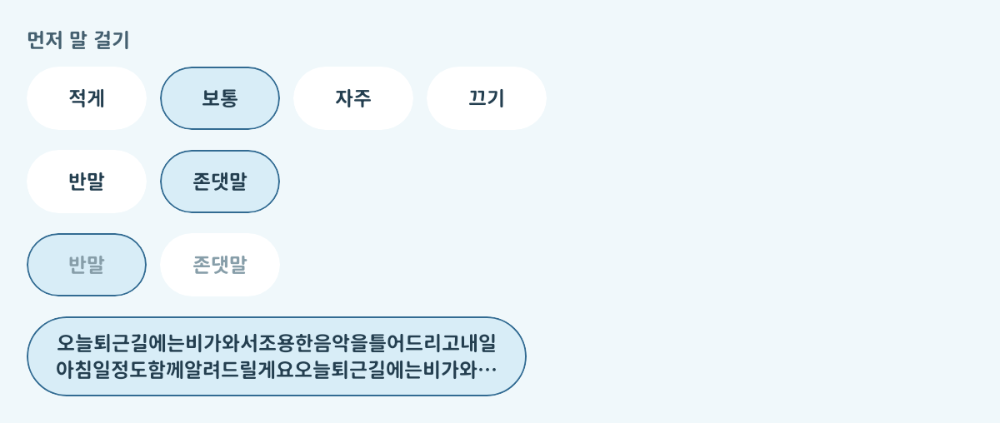 먼저 말 걸기
적게 보통 자주 끄기
반말 존댓말
반말 존댓말
오늘퇴근길에는비가와서조용한음악을틀어드리고내일
아침일정도함께알려드릴게요오늘퇴근길에는비가와…